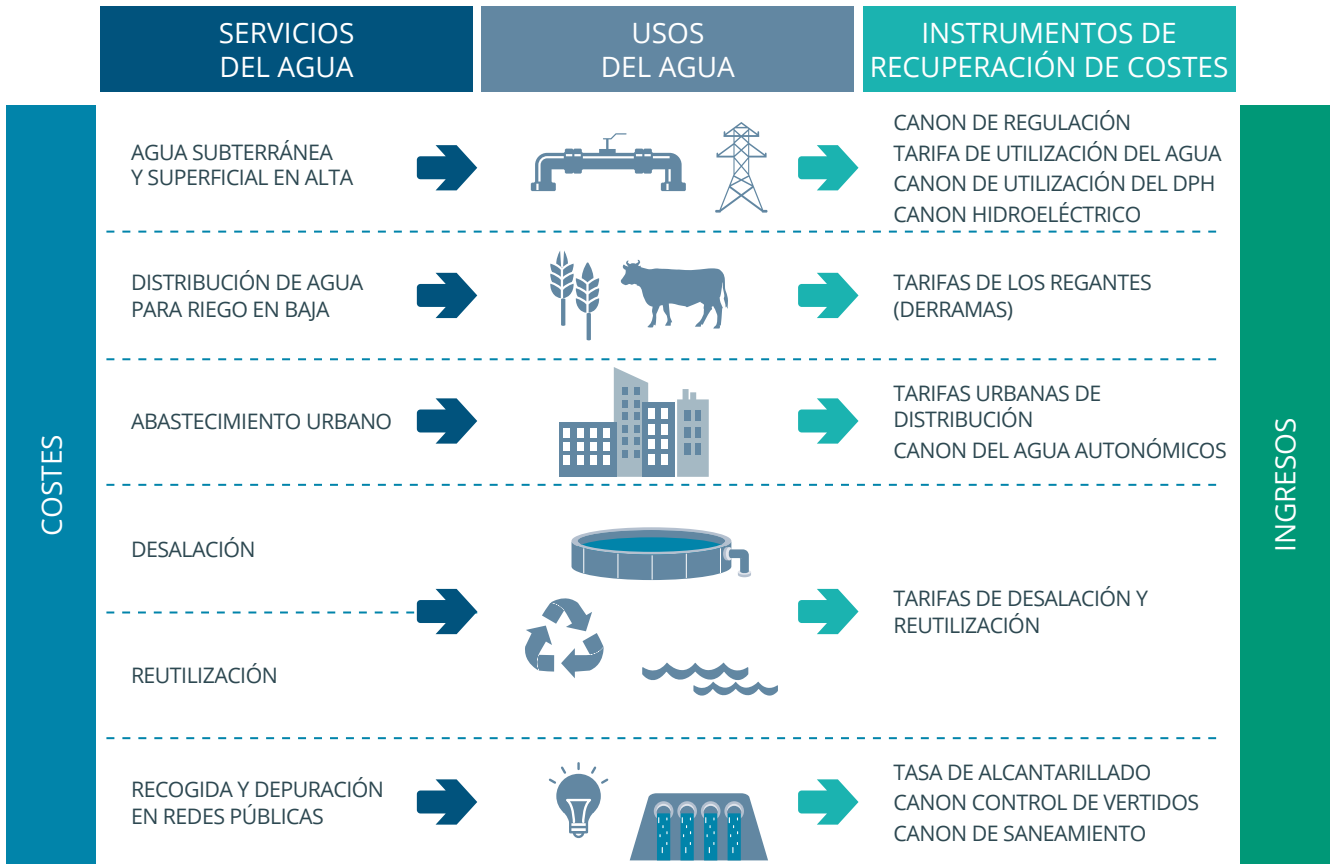 SERVICIOS
DEL AGUA
USOS
DEL AGUA
INSTRUMENTOS DE
RECUPERACIÓN DE COSTES
COSTES
AGUA SUBTERRÁNEA
Y SUPERFICIAL EN ALTA
CANON DE REGULACIÓN
TARIFA DE UTILIZACIÓN DEL AGUA
CANON DE UTILIZACIÓN DEL DPH
CANON HIDROELÉCTRICO
DISTRIBUCIÓN DE AGUA
PARA RIEGO EN BAJA
TARIFAS DE LOS REGANTES
(DERRAMAS)
ABASTECIMIENTO URBANO
TARIFAS URBANAS DE
DISTRIBUCIÓN
CANON DEL AGUA AUTONÓMICOS
DESALACIÓN
REUTILIZACIÓN
TARIFAS DE DESALACIÓN Y
REUTILIZACIÓN
RECOGIDA Y DEPURACIÓN
EN REDES PÚBLICAS
TASA DE ALCANTARILLADO
CANON CONTROL DE VERTIDOS
CANON DE SANEAMIENTO
INGRESOS